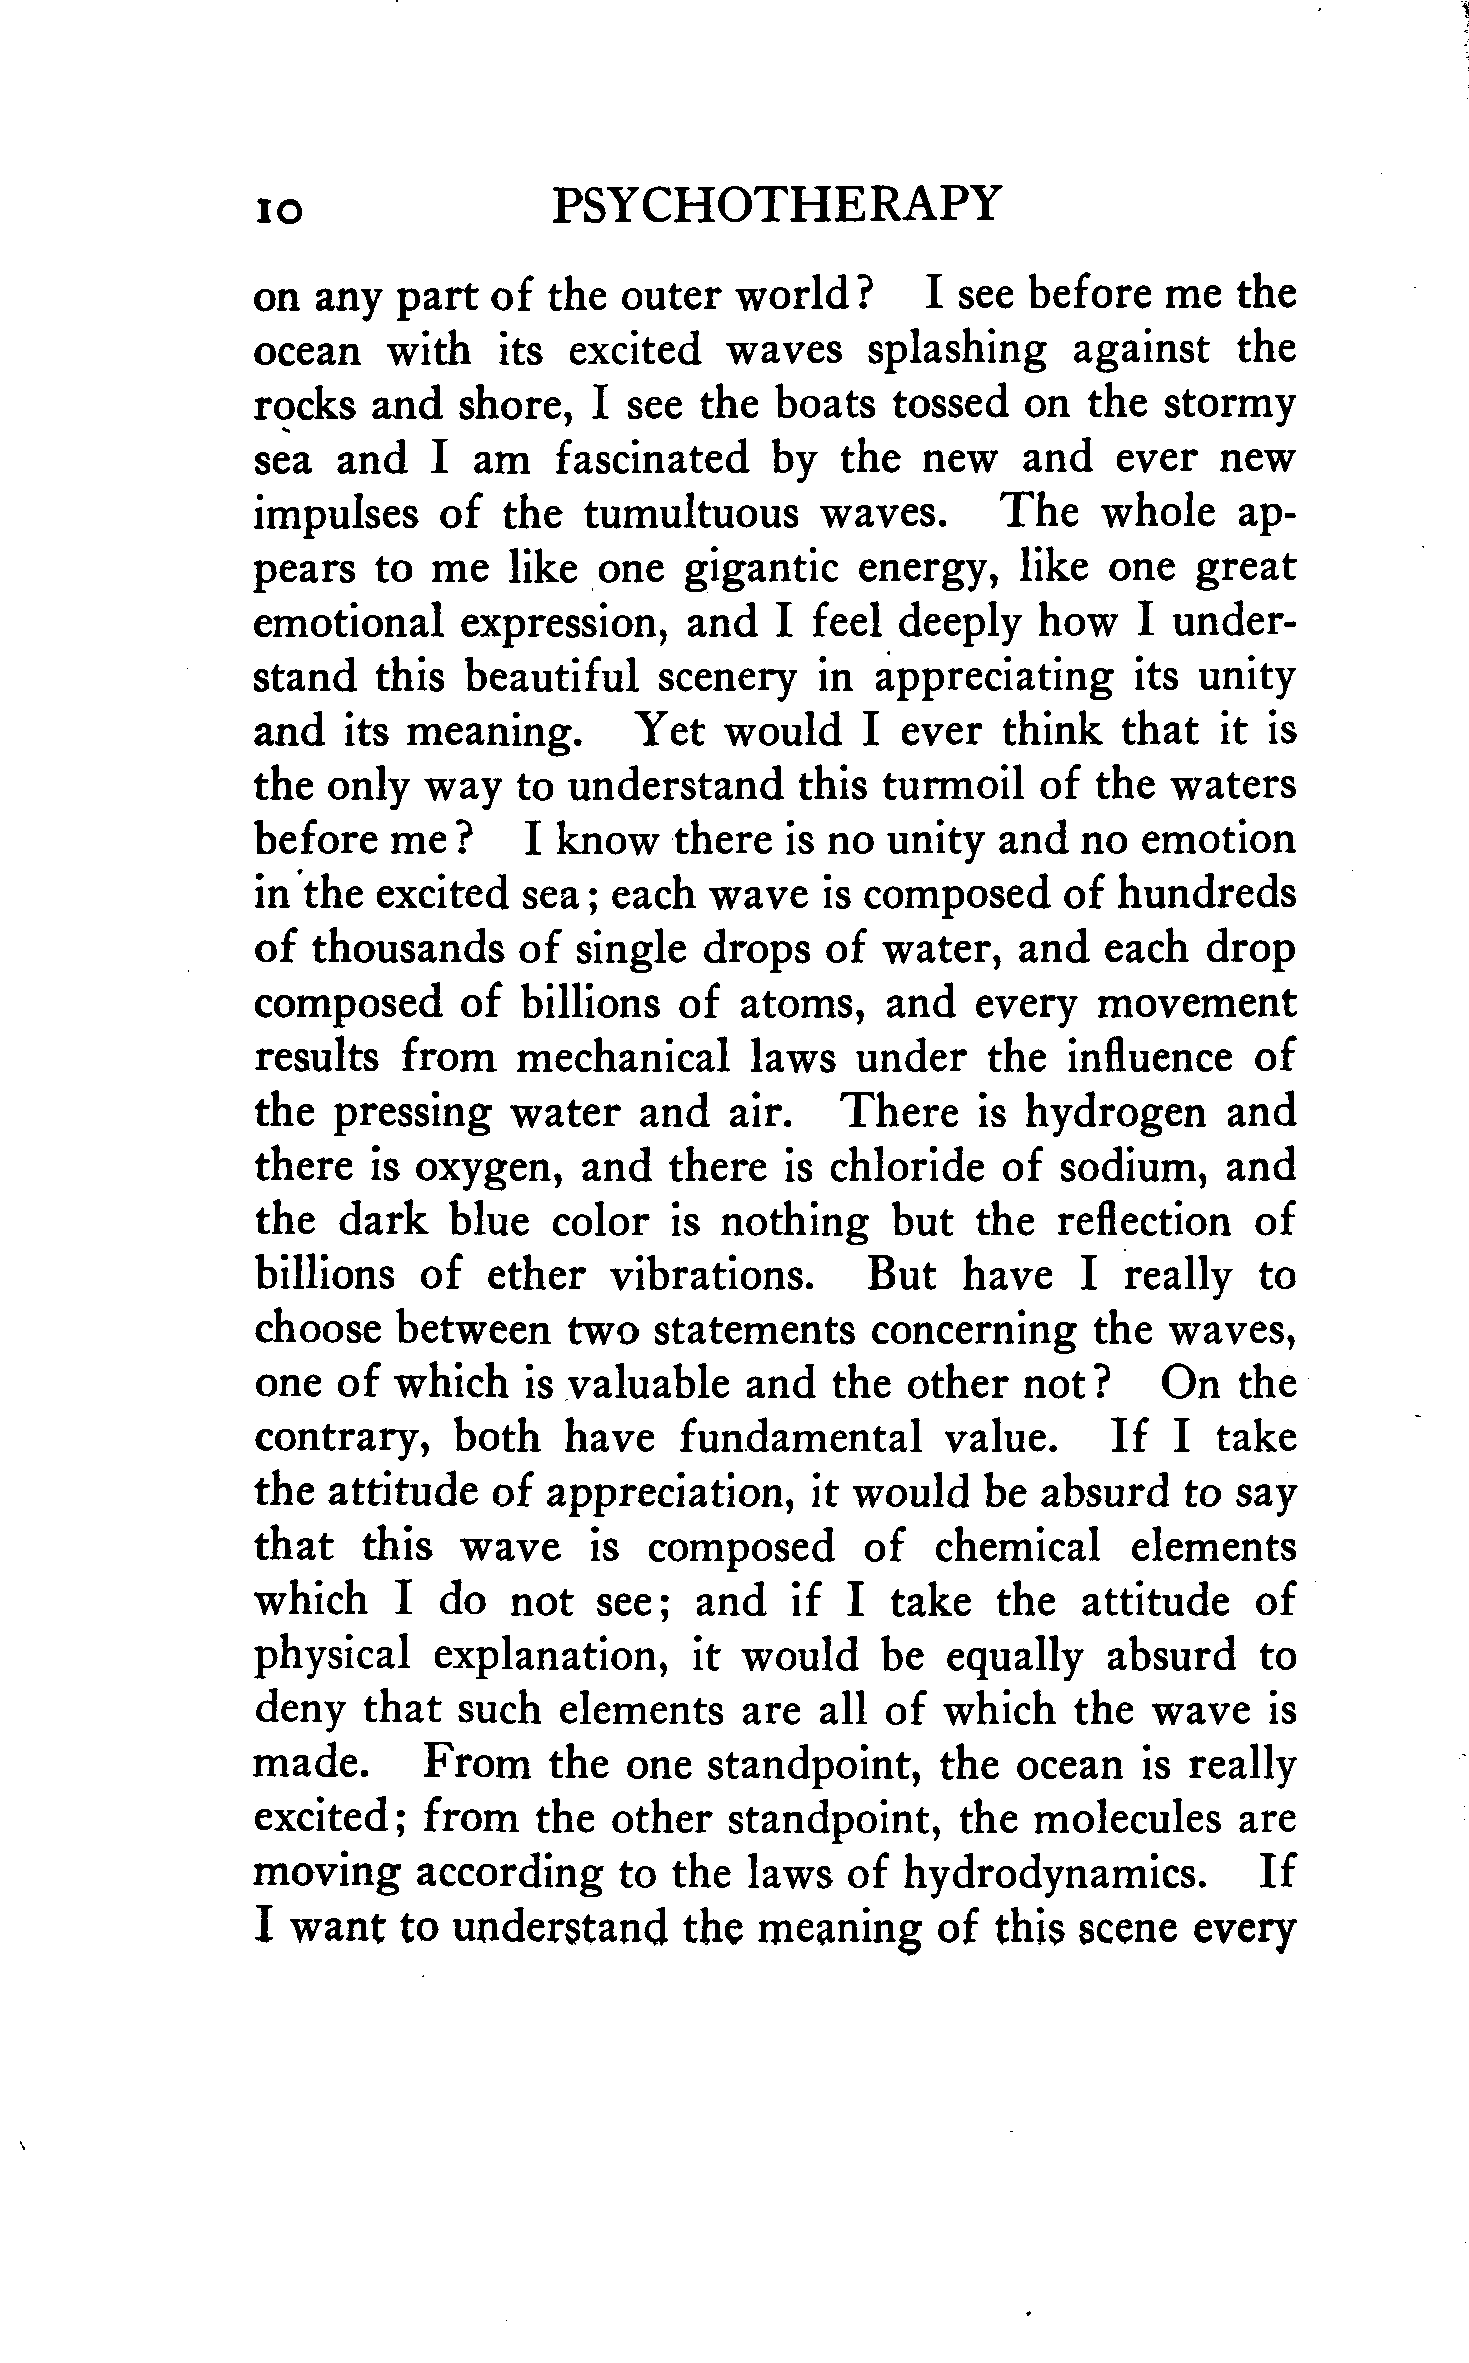 10 PSYCHOTHERAPY
on any part of the outer world? I see before me the
ocean with its excited waves splashing against the
rocks and shore, I see the boats tossed on the stormy
sea and I am fascinated by the new and ever new
impulses of the tumultuous waves. The whole ap-
pears to me like one gigantic energy, like one great
emotional expression, and I feel deeply how I under-
stand this beautiful scenery in appreciating its unity
and its meaning. Yet would I ever think that it is
the only way to understand this turmoil of the waters
before me? I know there is no unity and no emotion
in the excited sea; each wave is composed of hundreds
of thousands of single drops of water, and each drop
composed of billions of atoms, and every movement
results from mechanical laws under the influence of
the pressing water and air. There is hydrogen and
there is oxygen, and there is chloride of sodium, and
the dark blue color is nothing but the reflection of
billions of ether vibrations. But have I really to
choose between two statements concerning the waves,
one of which is valuable and the other not? On the
contrary, both have fundamental value. If I take
the attitude of appreciation, it would be absurd to say
that this wave is composed of chemical elements
which I do not see; and if I take the attitude of
physical explanation, it would be equally absurd to
deny that such elements are all of which the wave is
made. From the one standpoint, the ocean is really
excited; from the other standpoint, the molecules are
moving according to the laws of hydrodynamics. If
I want to understand the meaning of this scene every